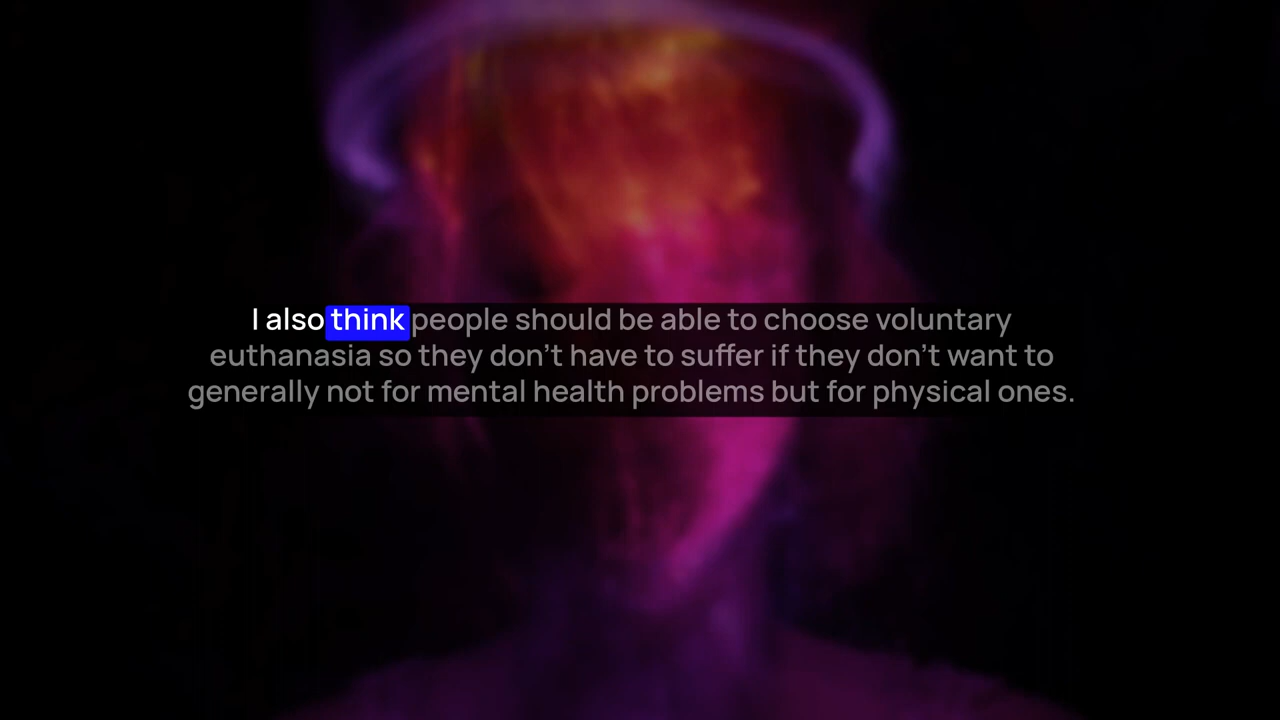 I also think people should be able to choose voluntary
euthanasia so they don't have to suffer if they don't want to
generally not for mental health problems but for physical ones.